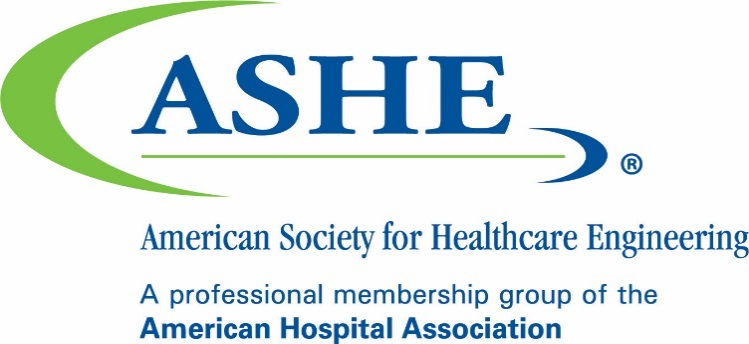 ASHE
®
American Society for Healthcare Engineering
A professional membership group of the
American Hospital Association